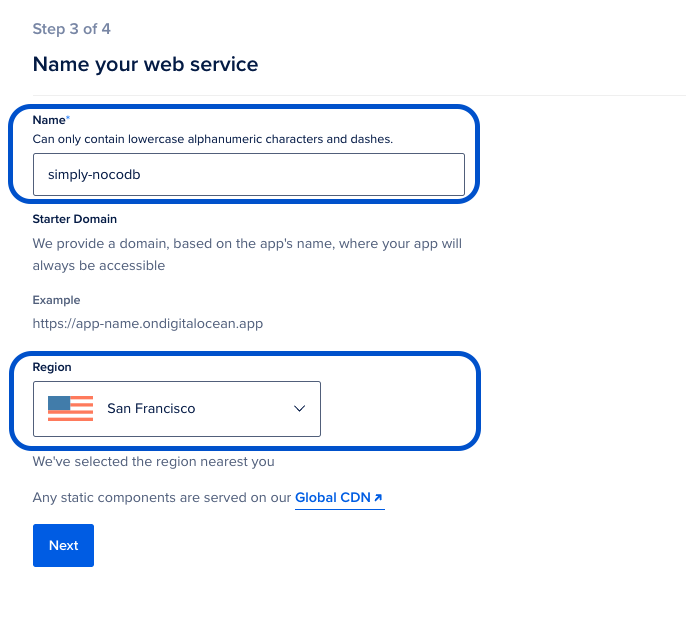 Step 3 of 4
Name your web service
Name*
Can only contain lowercase alphanumeric characters and dashes.
simply-nocodb
Starter Domain
We provide a domain, based on the app's name, where your app will
always be accessible
Example
https://app-name.ondigitalocean.app
Region
San Francisco
We've selected the region nearest you
Any static components are served on our Global CDN
Next